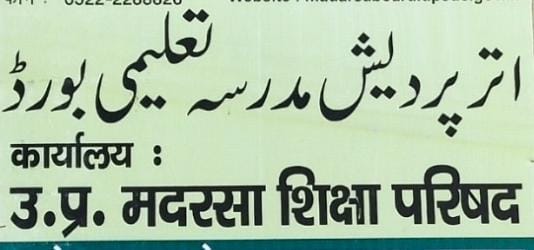 اتر پردیش مدرسہ تعلیمی بورڈ
कार्यालय :
उ.प्र. मदरसा शिक्षा परिषद